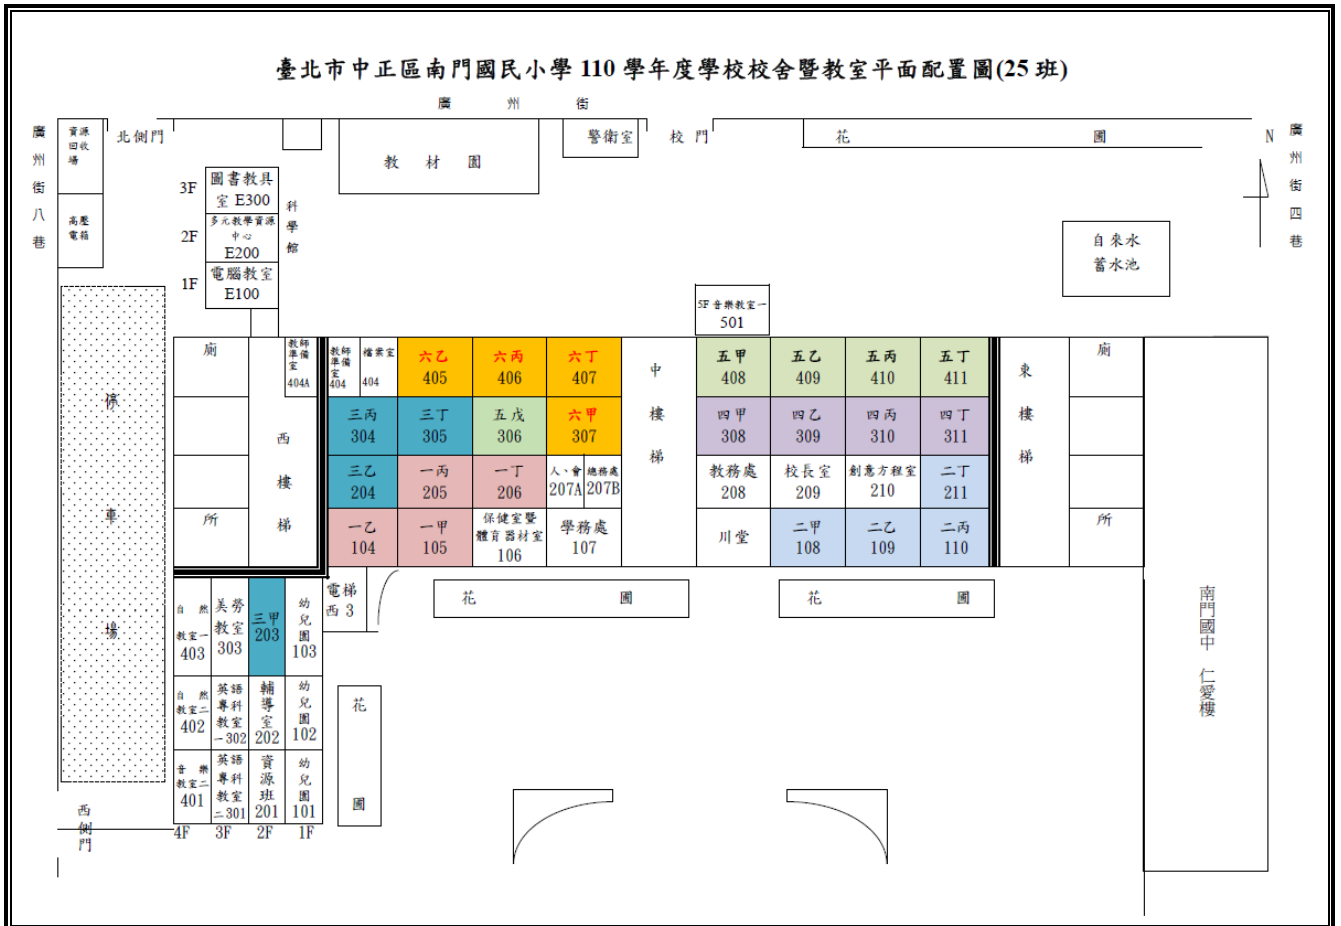 臺北市中正區南門國民小學 110 學年度學校校舍暨教室平面配置圖(25 班)
廣 州 街
廣州街八巷
資源回收場
北側門
警衛室
校門
花 圃
N
廣州街四巷
教材園
高壓電箱
3F
圖書教具室 E300
2F
多元教學資源中心
E200
1F
電腦教室
E100
科學館
自來水
蓄水池
5F 音樂教室一
501
停車場
廁所
西樓梯
教師準備室
404A
教師準備室
404
檔案室
404
六乙
405
六丙
406
六丁
407
中樓梯
五甲
408
五乙
409
五丙
410
五丁
411
東樓梯
廁所
三丙
304
三丁
305
五戊
306
六甲
307
四甲
308
四乙
309
四丙
310
四丁
311
三乙
204
一丙
205
一丁
206
人、會
207A
總務處
207B
教務處
208
校長室
209
創意方程室
210
二丁
211
一乙
104
一甲
105
保健室暨
體育器材室
106
學務處
107
川堂
二甲
108
二乙
109
二丙
110
自然
教室一
403
美勞
教室
303
三甲
203
幼兒園
103
電梯
西 3
花 圃
花 圃
自然
教室二
402
英語
專科
教室
一302
輔導室
202
幼兒園
102
花圃
音樂
教室二
401
英語
專科
教室
二301
資源班
201
幼兒園
101
4F
3F
2F
1F
西側門
南門國中 仁愛樓